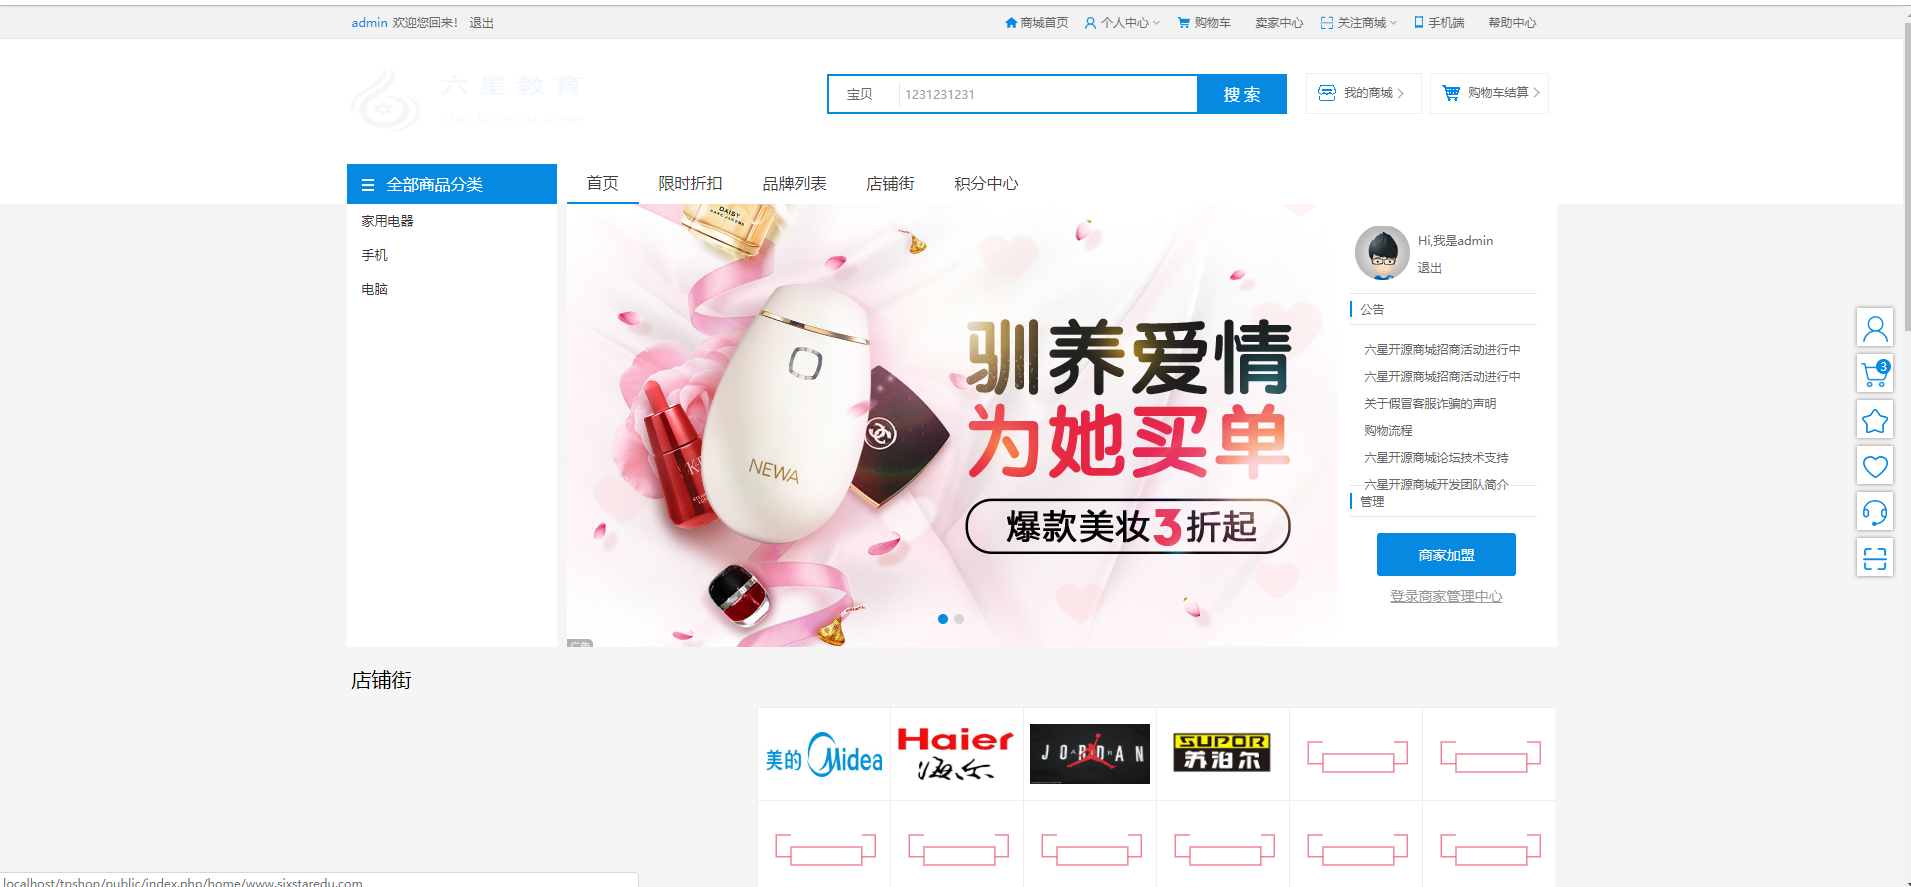 admin 欢迎您回来! 退出
商城首页 个人中心 购物车 卖家中心 关注商城 手机端 帮助中心
六星教育
sixstaredu.com
宝贝 1231231231 搜索
我的商城 购物车结算
全部商品分类 首页 限时折扣 品牌列表 店铺街 积分中心
家用电器
手机
电脑
DAISY
MARC JACOBS
NEWA
驯养爱情
为她买单
爆款美妆3折起
广告
Hi,我是admin
退出
公告
六星开源商城招商活动进行中
六星开源商城招商活动进行中
关于假冒客服诈骗的声明
购物流程
六星开源商城论坛技术支持
六星开源商城开发团队简介
管理
商家加盟
登录商家管理中心
3
店铺街
美的 Midea
Haier
海尔
JORDAN
SUPOR
苏泊尔
localhost/tpshop/public/index.php/home/www.sixstaredu.com